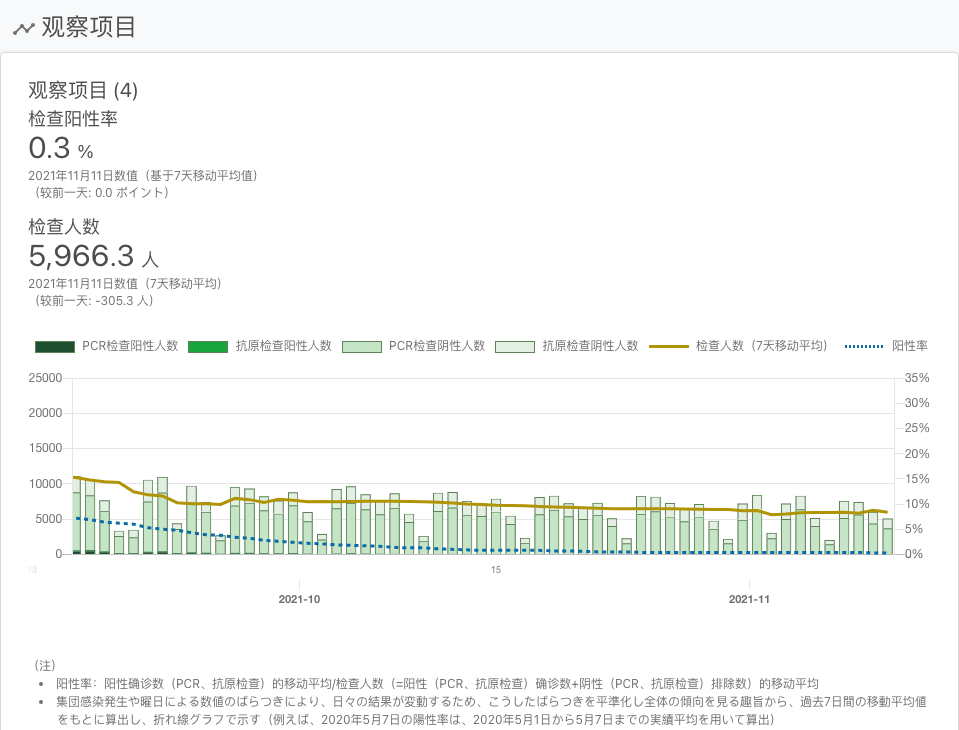 观察项目
观察项目 (4)
检查阳性率
0.3 %
2021年11月11日数值（基于7天移动平均值）
（较前一天: 0.0 ポイント）
检查人数
5,966.3 人
2021年11月11日数值（7天移动平均）
（较前一天: -305.3 人）
PCR检查阳性人数 抗原检查阳性人数 PCR检查阴性人数 抗原检查阴性人数 检查人数（7天移动平均） 阳性率
25000 35%
30%
20000
25%
15000
20%
10000 15%
10%
5000
5%
0 0%
13 15
2021-10 2021-11
（注）
• 阳性率：阳性确诊数（PCR、抗原检查）的移动平均/检查人数（=阳性（PCR、抗原检查）确诊数+阴性（PCR、抗原检查）排除数）的移动平均
• 集団感染発生や曜日による数値のばらつきにより、日々の結果が変動するため、こうしたばらつきを平準化し全体の傾向を見る趣旨から、過去7日間の移動平均値
をもとに算出し、折れ線グラフで示す（例えば、2020年5月7日の陽性率は、2020年5月1日から5月7日までの実績平均を用いて算出）